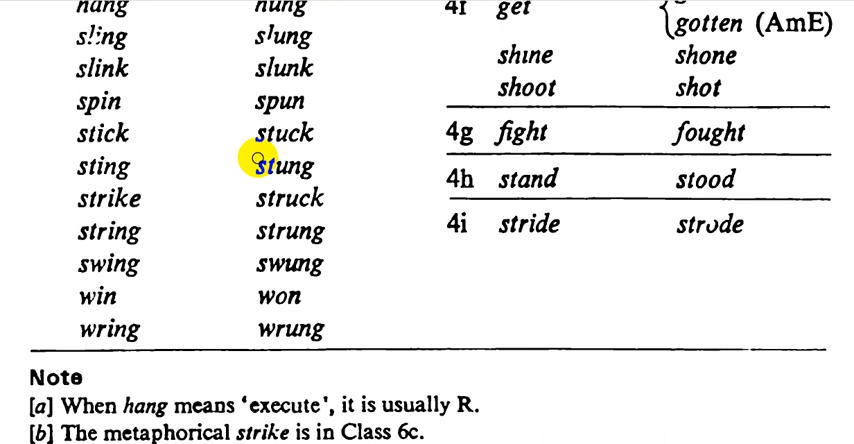 hang hung
sling slung
slink slunk
spin spun
stick stuck
sting stung
strike struck
string strung
swing swung
win won
wring wrung
4f get
gotten (AmE)
shine shone
shoot shot
4g fight fought
4h stand stood
4i stride strode
Note
[a] When hang means ‘execute’, it is usually R.
[b] The metaphorical strike is in Class 6c.